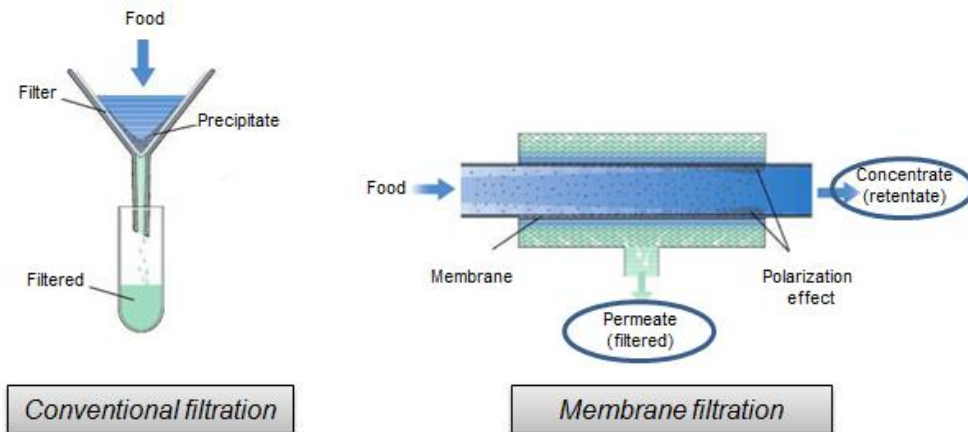 Food
Filter
Precipitate
Filtered
Conventional filtration
Food
Concentrate
(retentate)
Membrane
Polarization
effect
Permeate
(filtered)
Membrane filtration